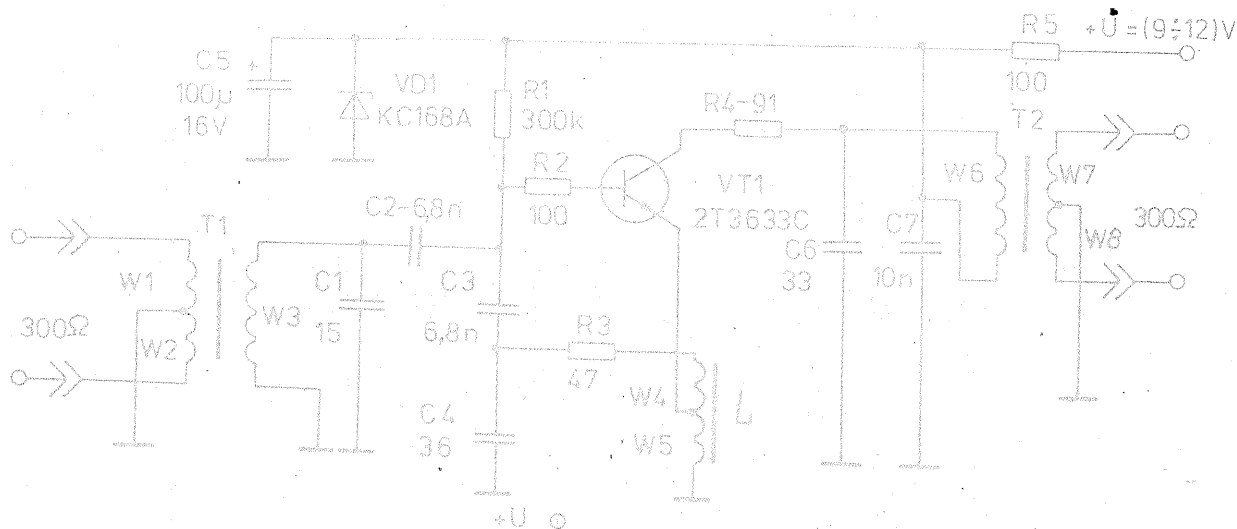 R5 +U=(9÷12)V
C5 +
100μ
16V
VD1
KC168A
R1
300k
R4-91
100
T2
R2
100
VT1
2T3633C
W6
W7
W8
300Ω
C2-6,8n
T1
W1
W2
300Ω
W3
C1
15
C3
6,8n
R3
47
C6
33
C7
10n
C4
36
W4
W5
L
+U